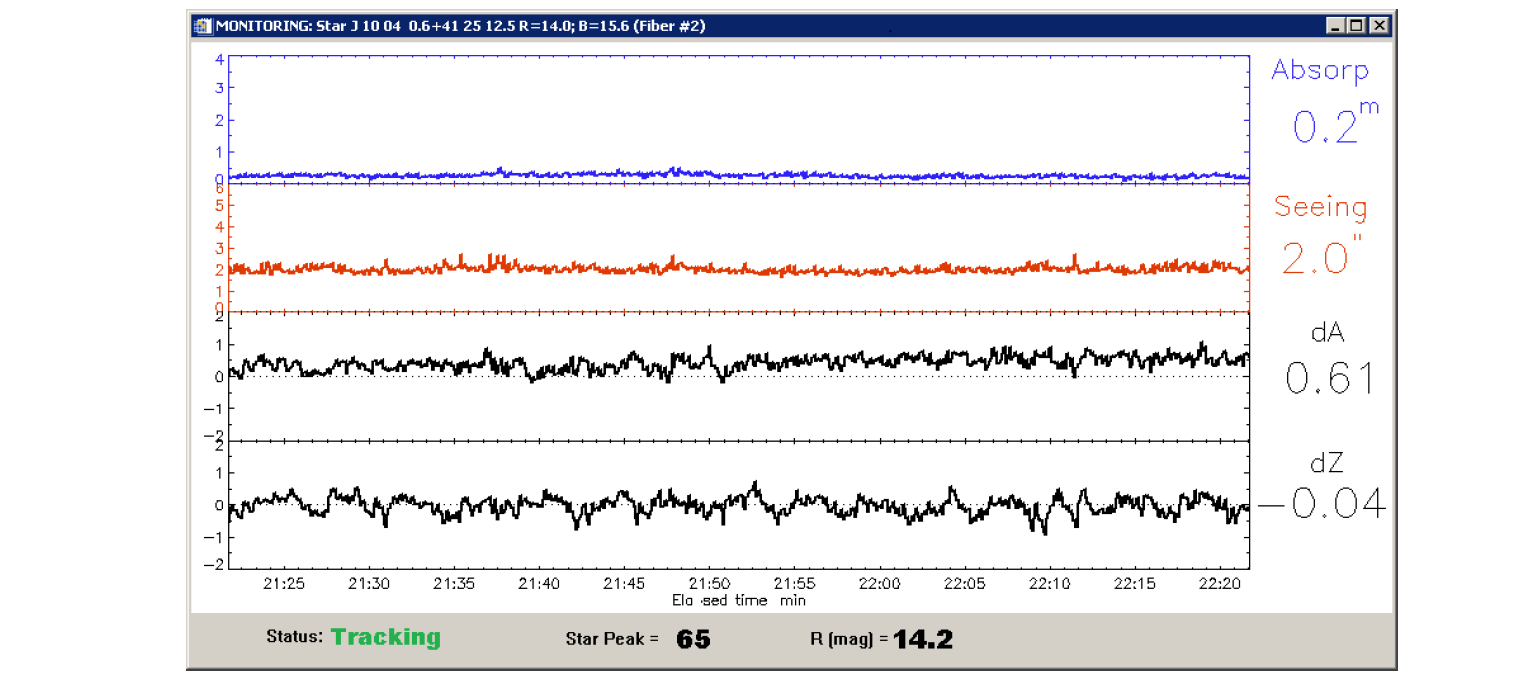 MONITORING: Star J 10 04 0.6+41 25 12.5 R=14.0; B=15.6 (Fiber #2)
4
3
2
1
0
Absorp
0.2m
6
5
4
3
2
1
0
Seeing
2.0"
2
1
0
−1
−2
dA
0.61
2
1
0
−1
−2
dZ
−0.04
21:25 21:30 21:35 21:40 21:45 21:50 21:55 22:00 22:05 22:10 22:15 22:20
Ela sed time min
Status: Tracking Star Peak = 65 R (mag) = 14.2